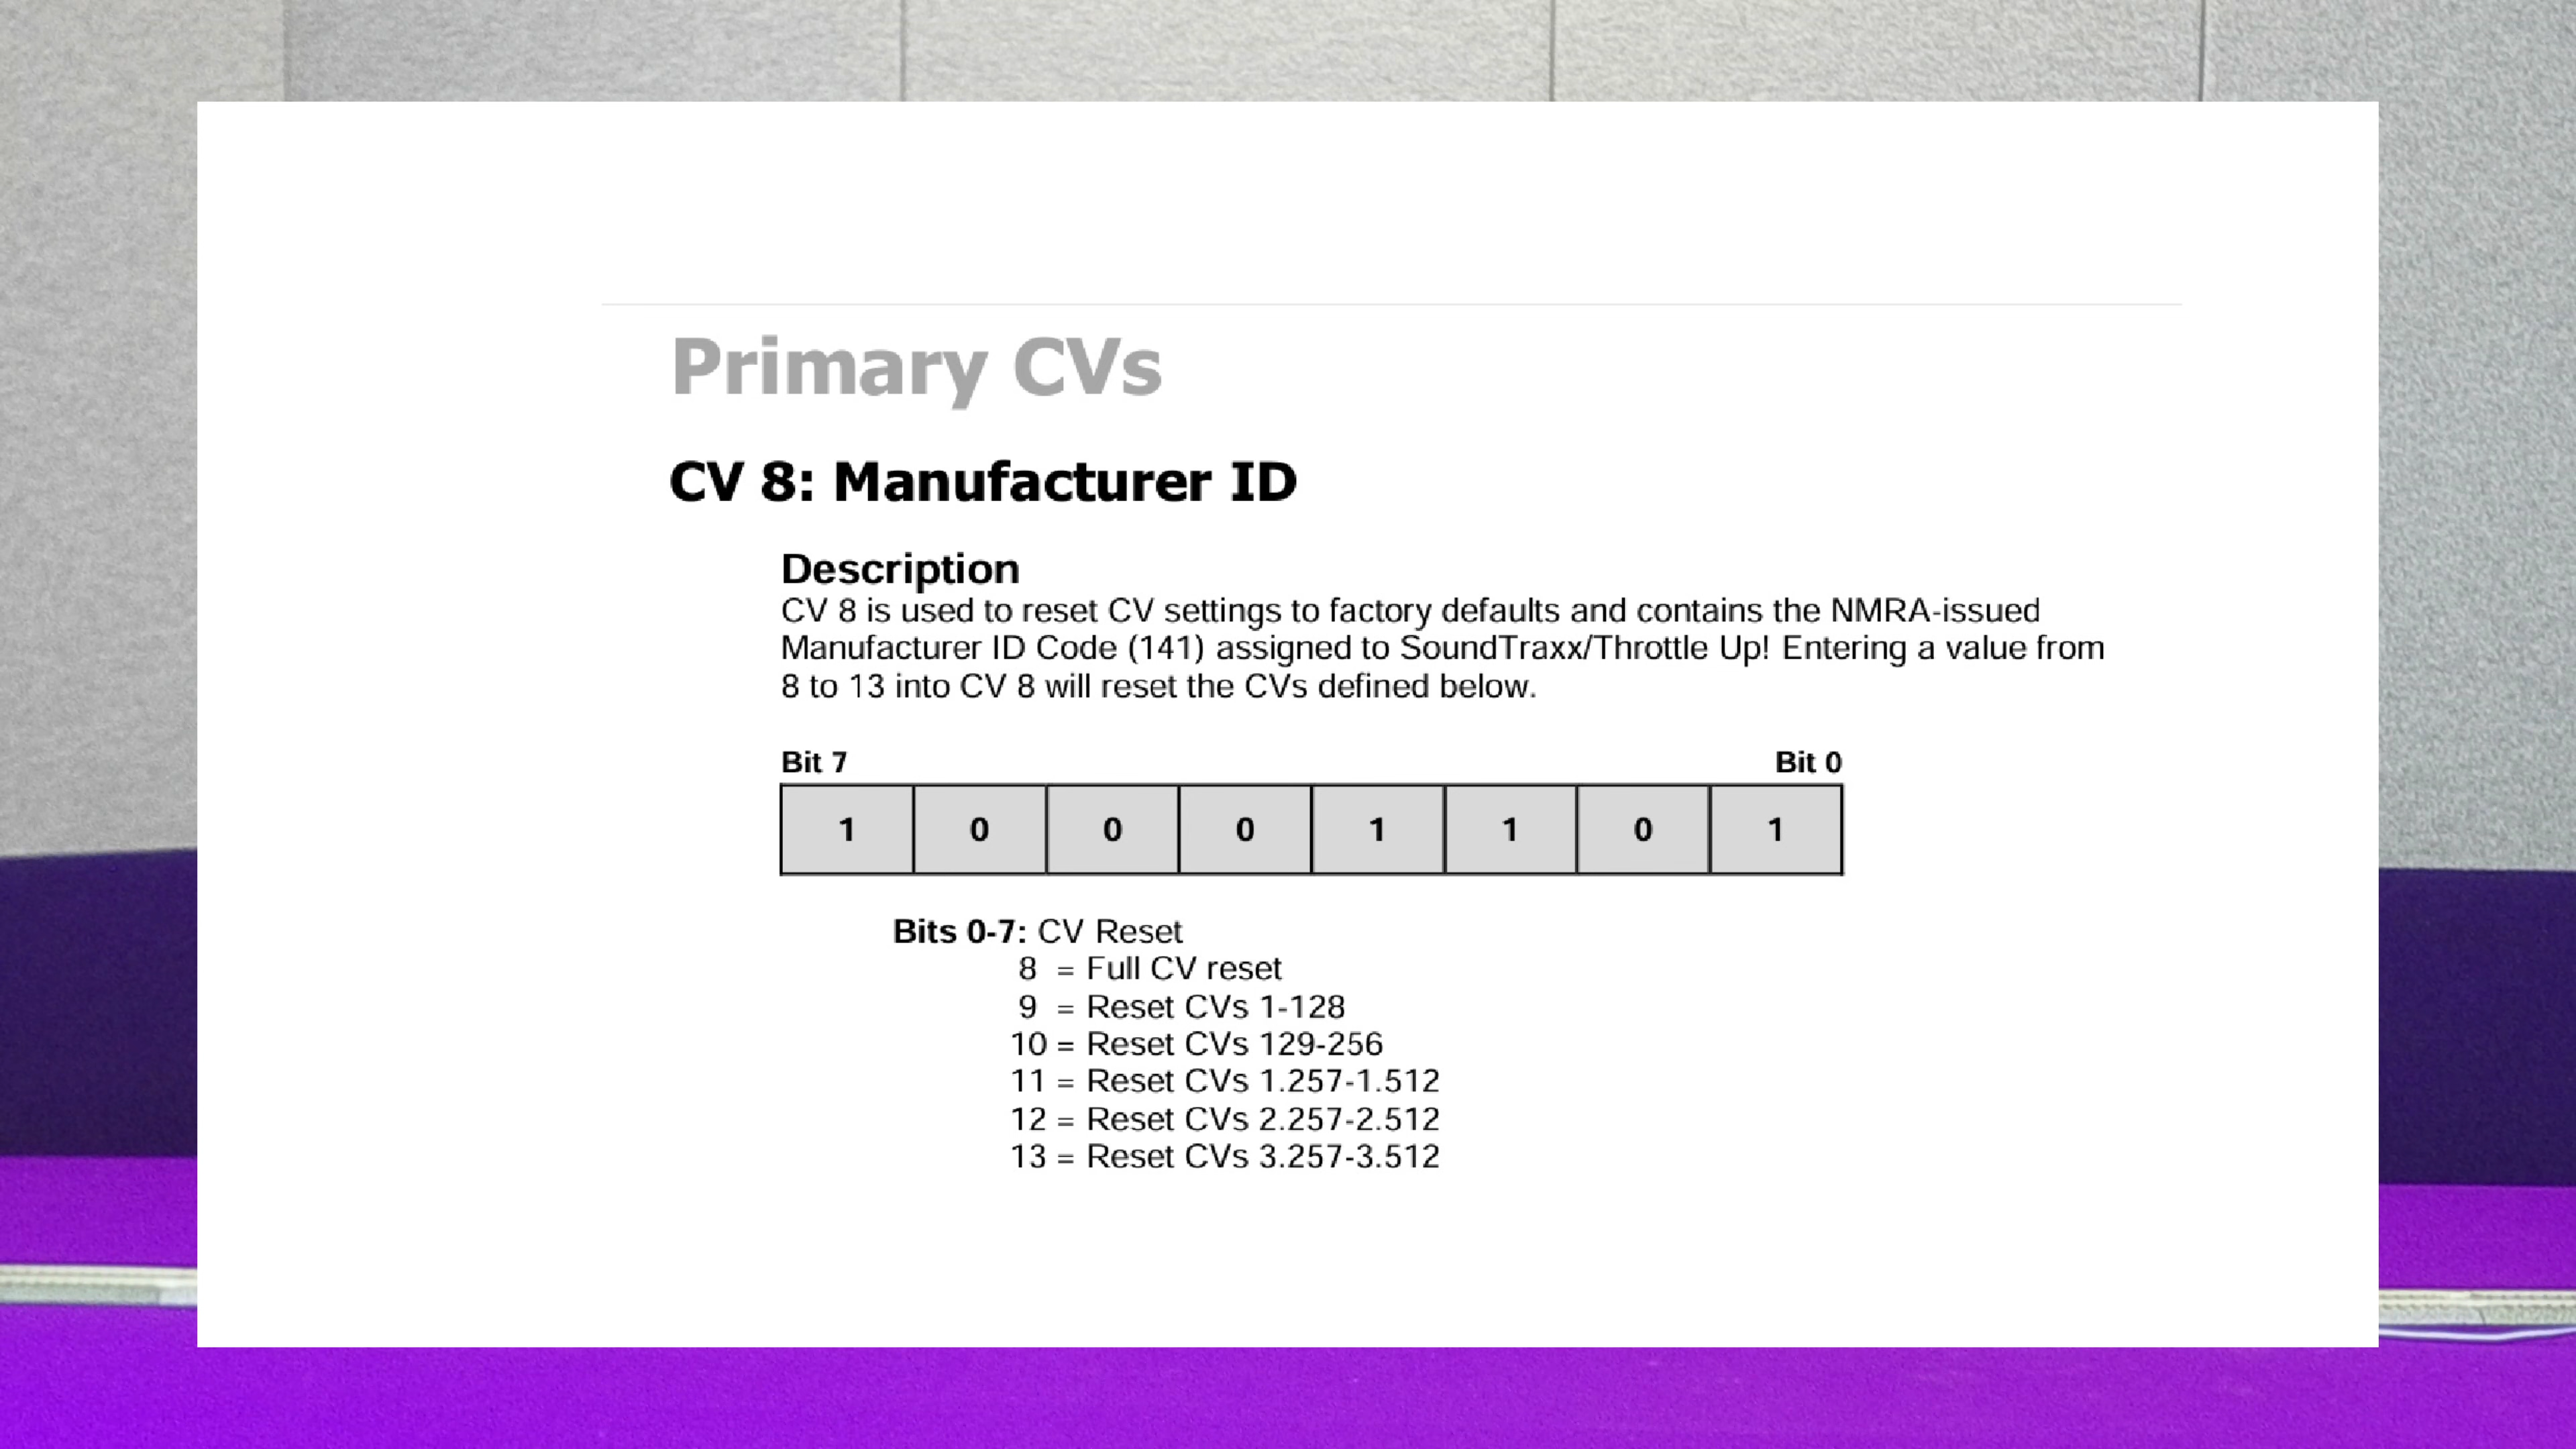 Primary CVs
CV 8: Manufacturer ID
Description
CV 8 is used to reset CV settings to factory defaults and contains the NMRA-issued
Manufacturer ID Code (141) assigned to SoundTraxx/Throttle Up! Entering a value from
8 to 13 into CV 8 will reset the CVs defined below.
Bit 7 Bit 0
1 0 0 0 1 1 0 1
Bits 0-7: CV Reset
8 = Full CV reset
9 = Reset CVs 1-128
10 = Reset CVs 129-256
11 = Reset CVs 1.257-1.512
12 = Reset CVs 2.257-2.512
13 = Reset CVs 3.257-3.512